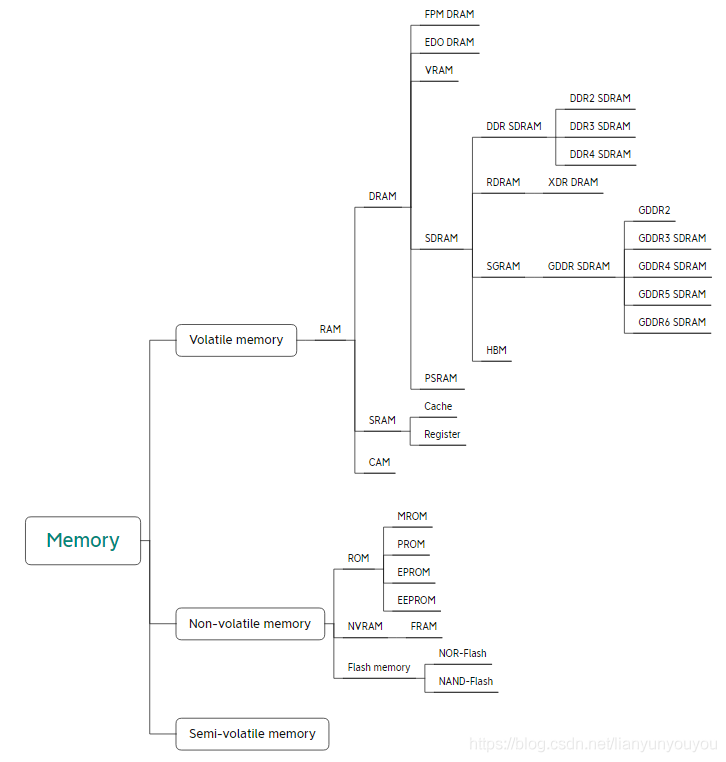 FPM DRAM
EDO DRAM
VRAM
DDR2 SDRAM
DDR SDRAM
DDR3 SDRAM
DDR4 SDRAM
RDRAM
XDR DRAM
DRAM
GDDR2
SDRAM
GDDR3 SDRAM
SGRAM
GDDR SDRAM
GDDR4 SDRAM
GDDR5 SDRAM
GDDR6 SDRAM
Volatile memory
RAM
HBM
PSRAM
Cache
SRAM
Register
CAM
Memory
MROM
PROM
ROM
EPROM
EEPROM
Non-volatile memory
NVRAM
FRAM
NOR-Flash
Flash memory
NAND-Flash
Semi-volatile memory
https://blog.csdn.net/lianyunyouyou